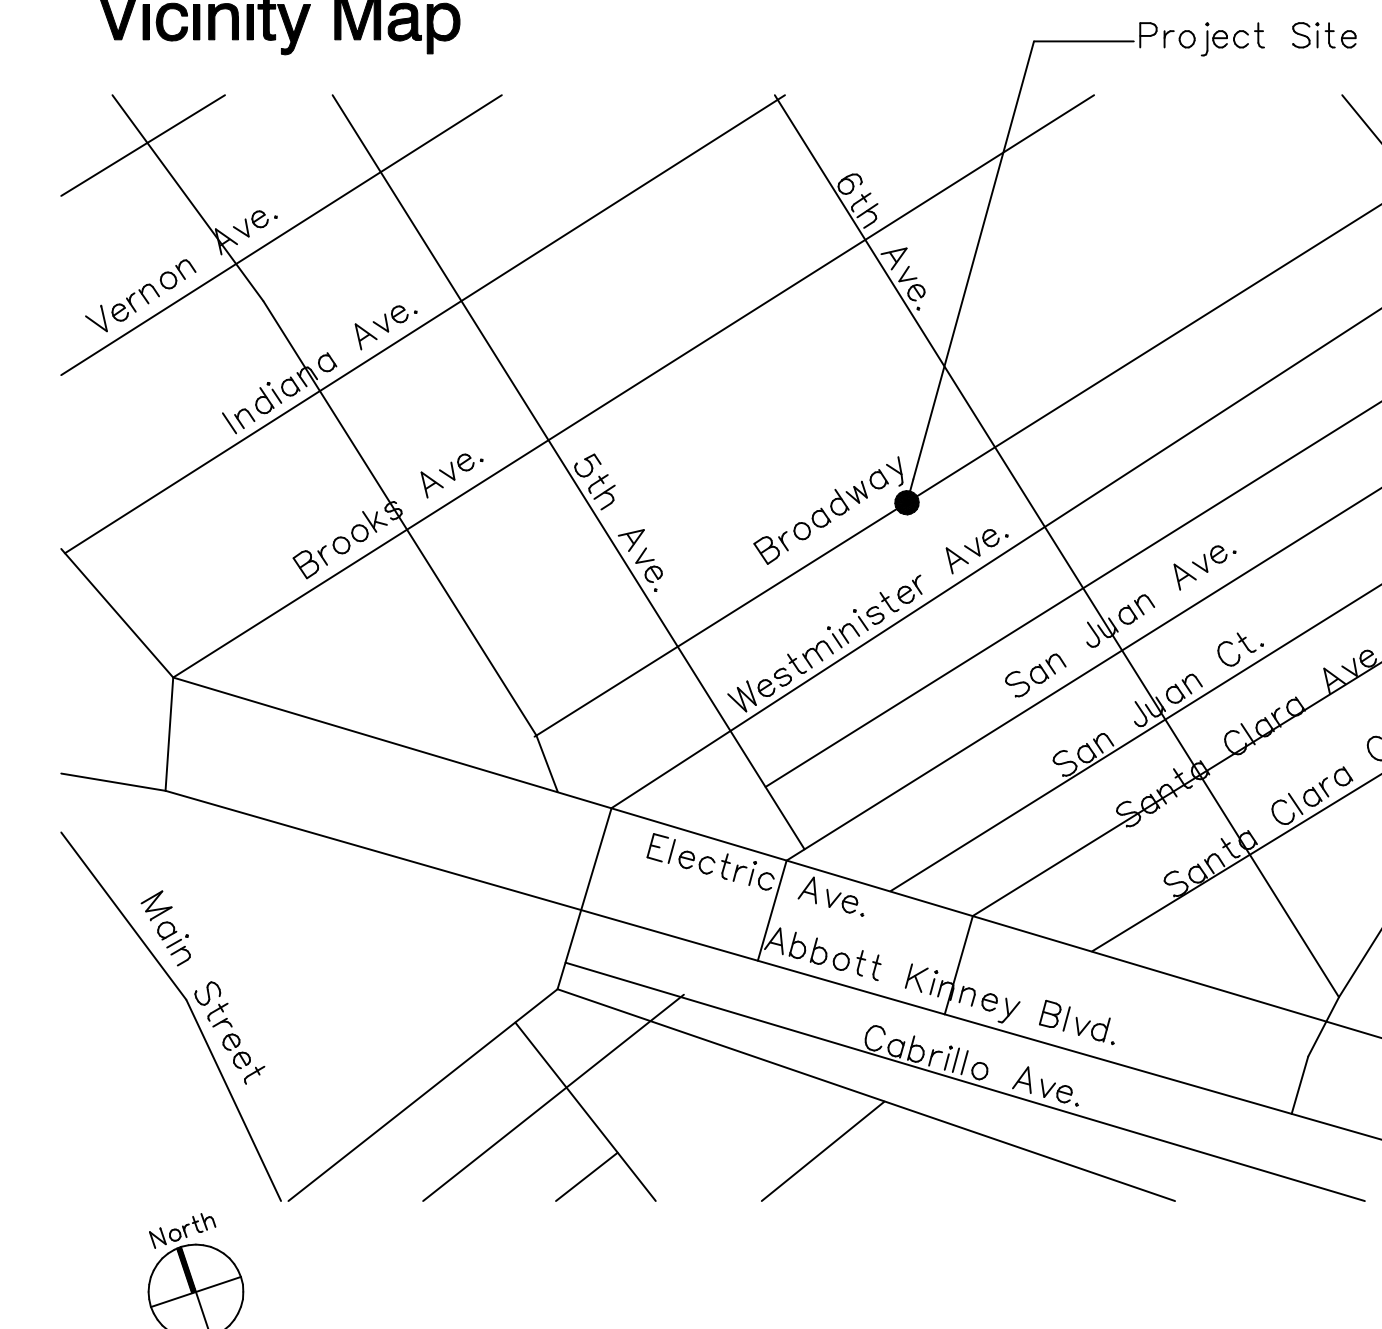 Vicinity Map
Project Site
6th Ave.
Vernon Ave.
Indiana Ave.
Brooks Ave.
5th Ave.
Broadway
Westminister Ave.
San Juan Ave.
San Juan Ct.
Santa Clara Ave
Santa Clara C
Electric Ave.
Abbott Kinney Blvd.
Cabrillo Ave.
Main Street
North